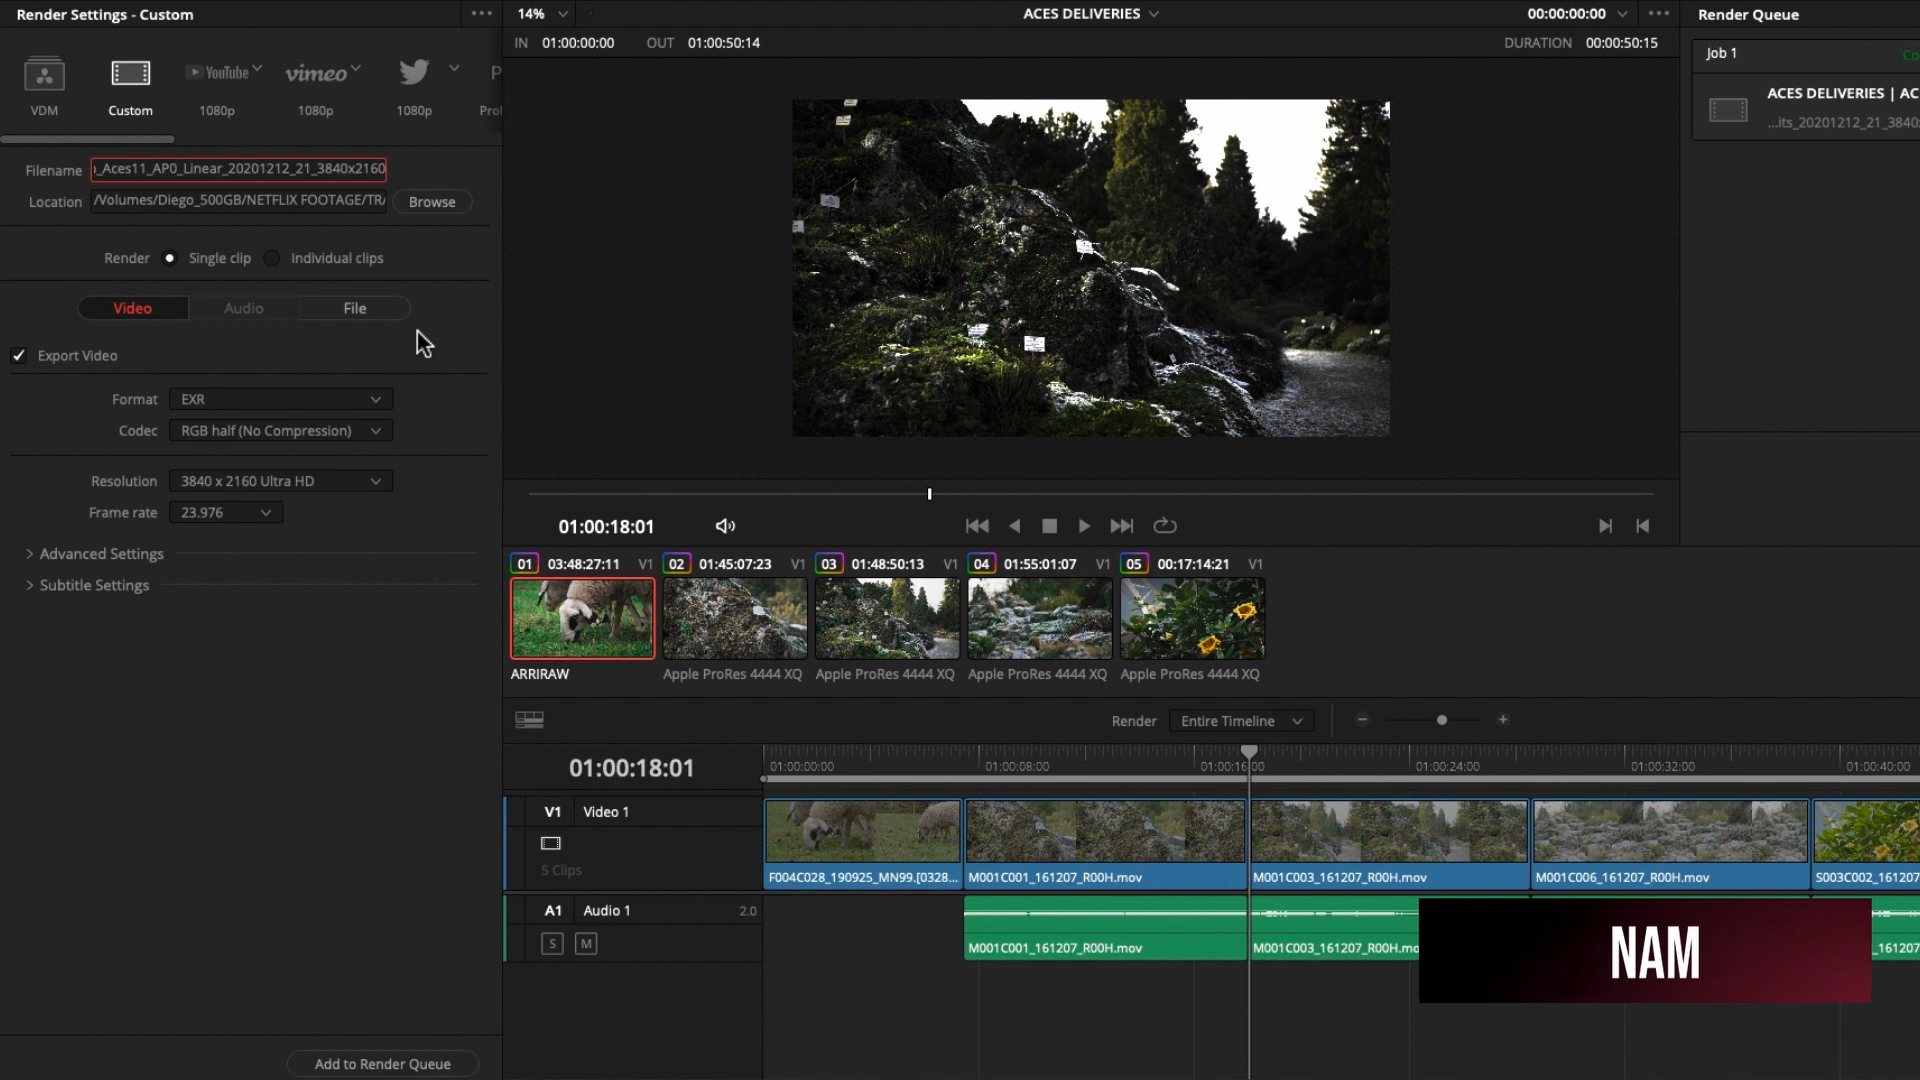 Render Settings - Custom
14%
ACES DELIVERIES
00:00:00:00
Render Queue
IN 01:00:00:00 OUT 01:00:50:14
DURATION 00:00:50:15
VDM
Custom
YouTube
1080p
vimeo
1080p
1080p
Filename
_Aces11_AP0_Linear_20201212_21_3840x2160
Location
/Volumes/Diego_500GB/NETFLIX FOOTAGE/TRA
Browse
Render Single clip Individual clips
Video Audio File
Export Video
Format EXR
Codec RGB half (No Compression)
Resolution 3840 x 2160 Ultra HD
Frame rate 23.976
Advanced Settings
Subtitle Settings
Add to Render Queue
Job 1
Co
ACES DELIVERIES | AC
...its_20201212_21_3840
01:00:18:01
01 03:48:27:11 V1
02 01:45:07:23 V1
03 01:48:50:13 V1
04 01:55:01:07 V1
05 00:17:14:21 V1
ARRIRAW
Apple ProRes 4444 XQ
Apple ProRes 4444 XQ
Apple ProRes 4444 XQ
Apple ProRes 4444 XQ
Render Entire Timeline
01:00:18:01
01:00:00:00
01:00:08:00
01:00:16:00
01:00:24:00
01:00:32:00
01:00:40:00
V1 Video 1
5 Clips
F004C028_190925_MN99.[0328...
M001C001_161207_R00H.mov
M001C003_161207_R00H.mov
M001C006_161207_R00H.mov
S003C002_161207
A1 Audio 1 2.0
S M
M001C001_161207_R00H.mov
M001C003_161207_R00H.mo
_161207
NAM